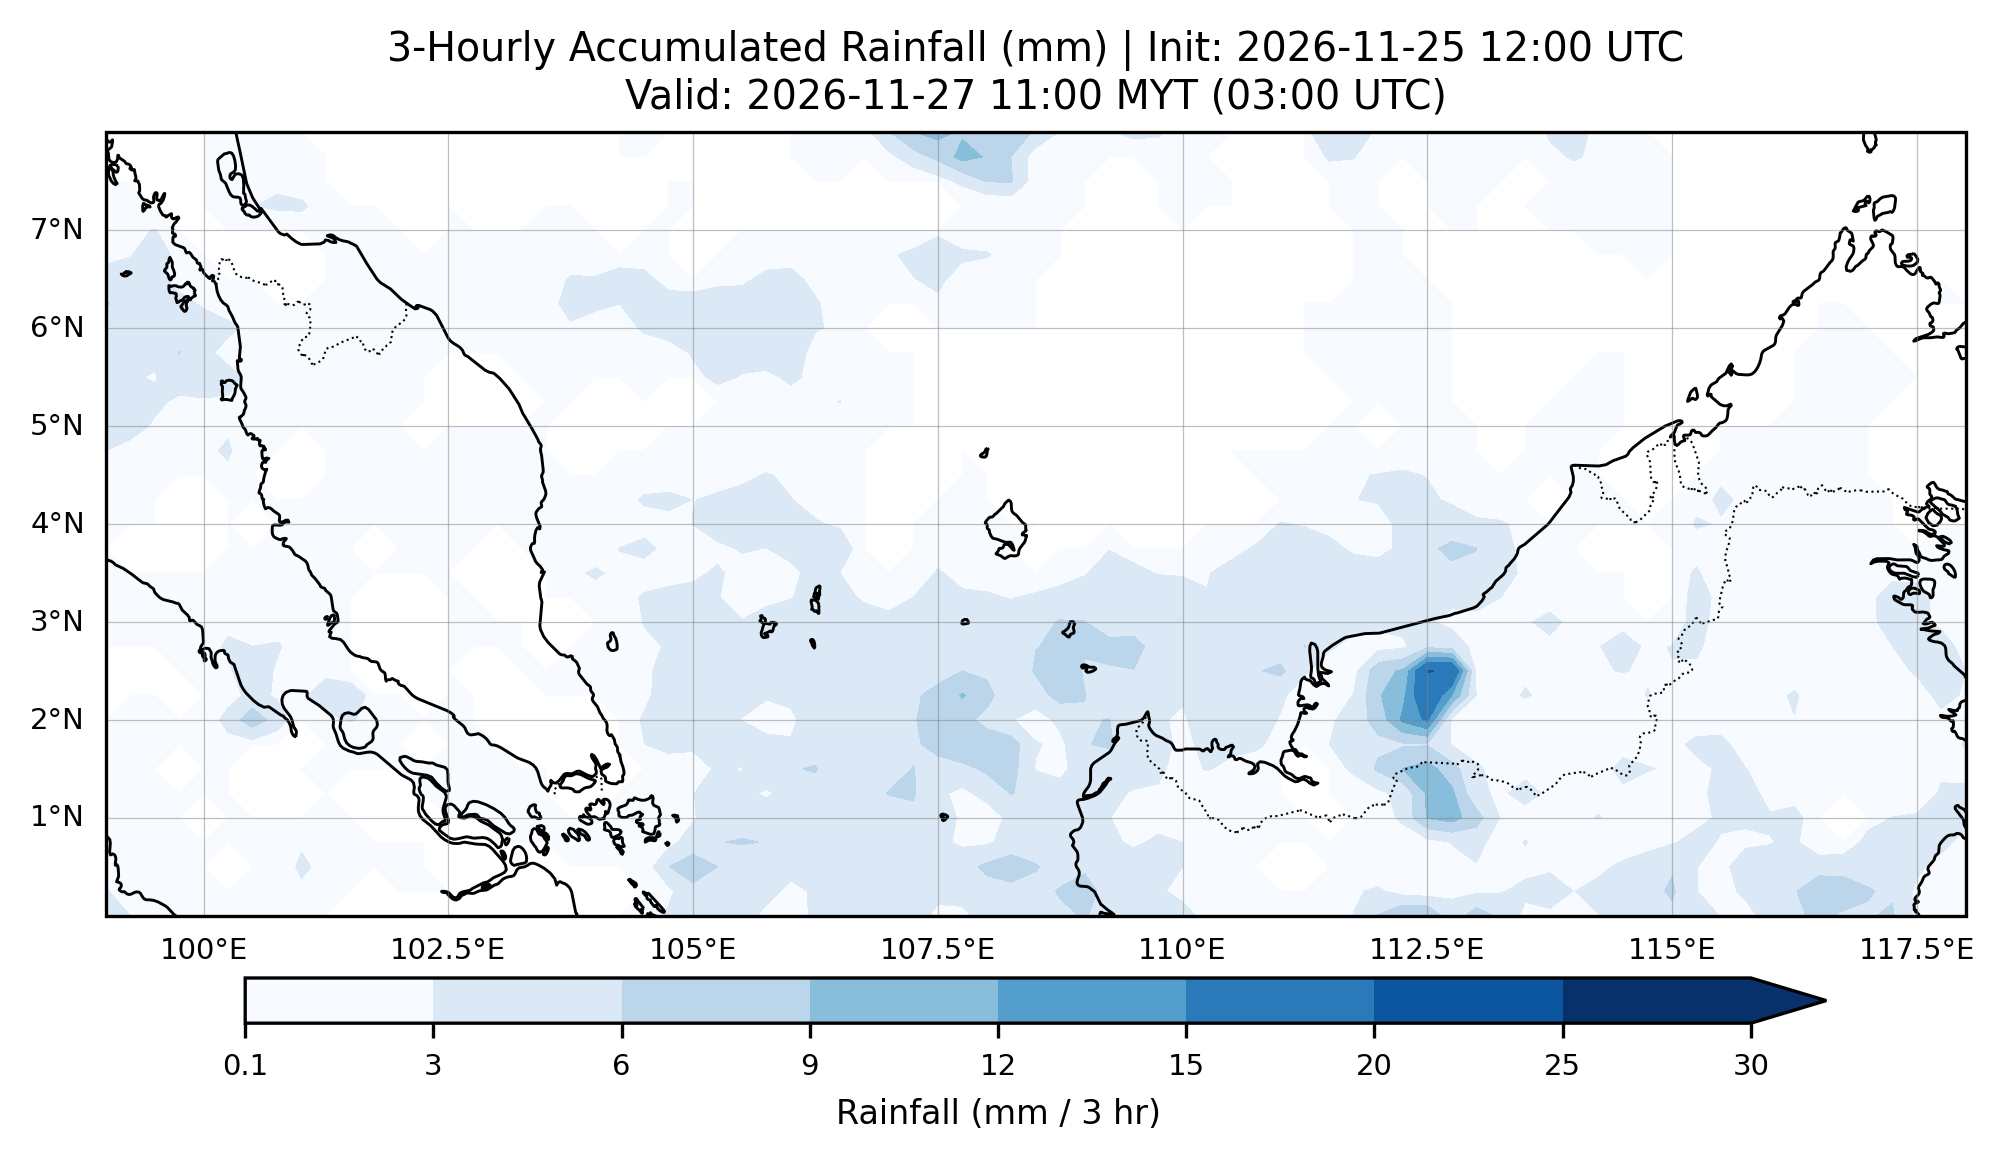 3-Hourly Accumulated Rainfall (mm) | Init: 2026-11-25 12:00 UTC
Valid: 2026-11-27 11:00 MYT (03:00 UTC)
7°N
6°N
5°N
4°N
3°N
2°N
1°N
100°E 102.5°E 105°E 107.5°E 110°E 112.5°E 115°E 117.5°E
0.1 3 6 9 12 15 20 25 30
Rainfall (mm / 3 hr)